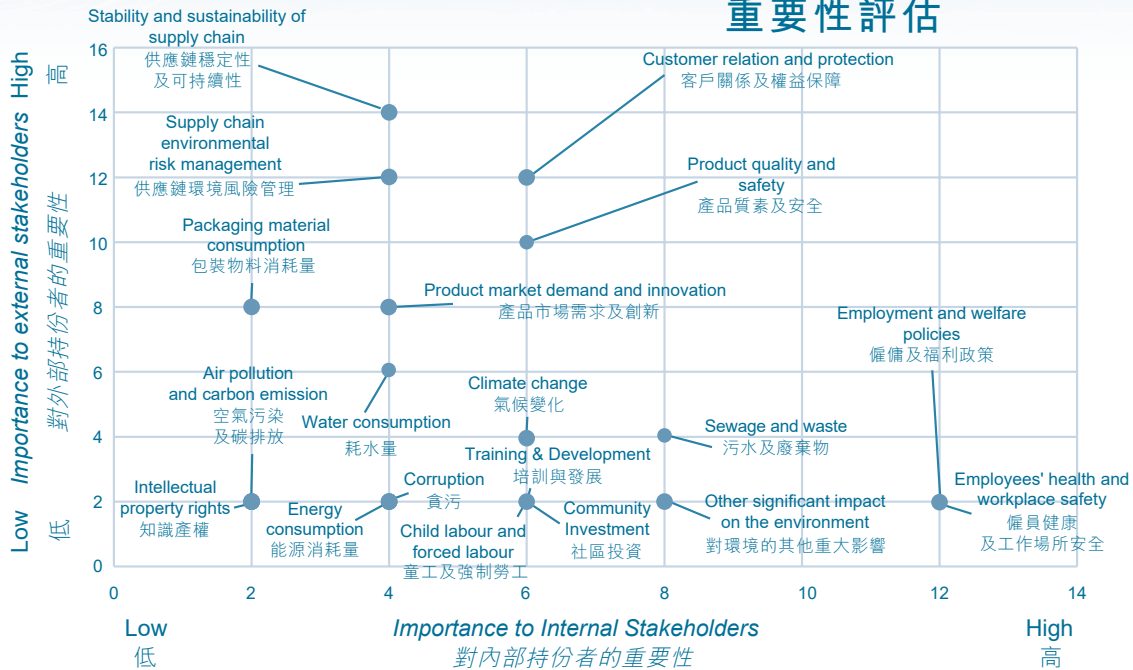 重要性評估
Stability and sustainability of
supply chain
供應鏈穩定性
及可持續性
Supply chain
environmental
risk management
供應鏈環境風險管理
Packaging material
consumption
包裝物料消耗量
Air pollution
and carbon emission
空氣污染
及碳排放
Intellectual
property rights
知識產權
Customer relation and protection
客戶關係及權益保障
Product quality and
safety
產品質素及安全
Product market demand and innovation
產品市場需求及創新
Water consumption
耗水量
Climate change
氣候變化
Training & Development
培訓與發展
Corruption
貪污
Energy
consumption
能源消耗量
Child labour and
forced labour
童工及強制勞工
Community
Investment
社區投資
Sewage and waste
污水及廢棄物
Other significant impact
on the environment
對環境的其他重大影響
Employment and welfare
policies
僱傭及福利政策
Employees' health and
workplace safety
僱員健康
及工作場所安全
16
14
12
10
8
6
4
2
0
Low Importance to external stakeholders High
低 對外部持份者的重要性 高
0 2 4 6 8 10 12 14
Low Importance to Internal Stakeholders High
低 對內部持份者的重要性 高